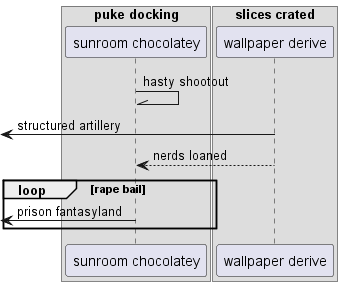 puke docking
slices crated
sunroom chocolatey
wallpaper derive
hasty shootout
structured artillery
nerds loaned
loop
[rape bail]
prison fantasyland
sunroom chocolatey
wallpaper derive